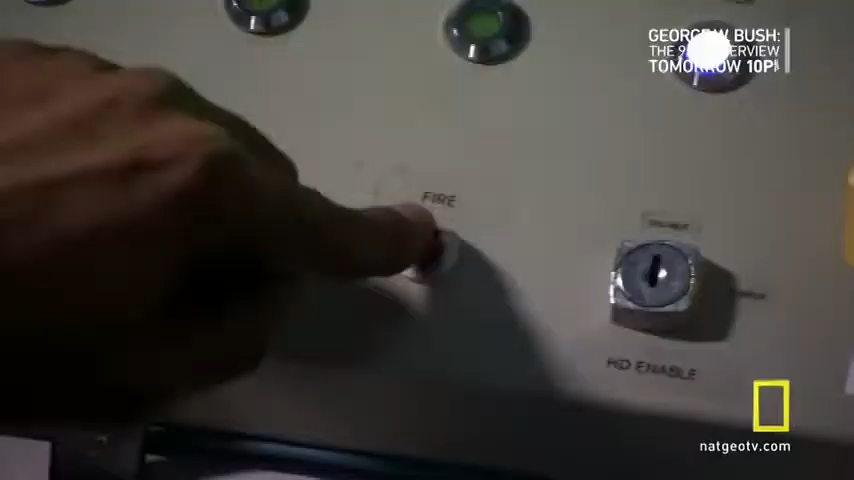 GEORGE W. BUSH:
THE 9/11 INTERVIEW
TOMORROW 10P
FIRE
HD ENABLE
natgeotv.com